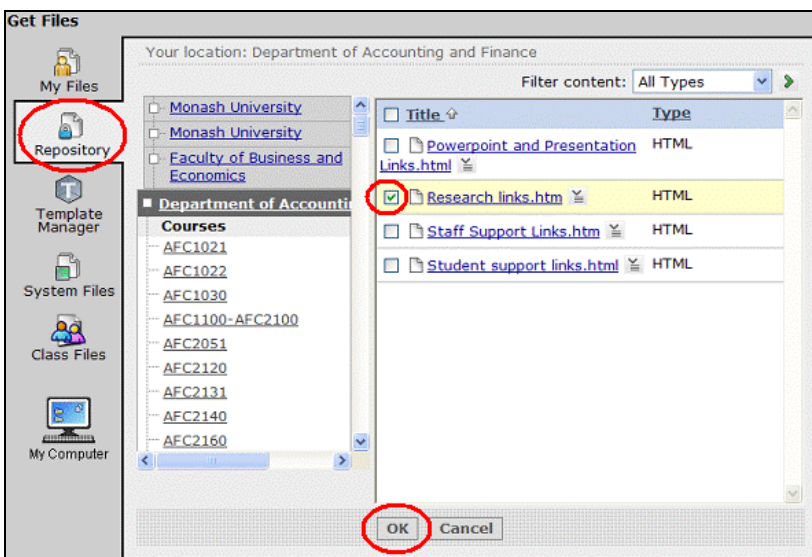 Get Files
My Files
Repository
Template
Manager
System Files
Class Files
My Computer
Your location: Department of Accounting and Finance
Filter content: All Types
Monash University
Monash University
Faculty of Business and
Economics
Department of Accounti
Courses
AFC1021
AFC1022
AFC1030
AFC1100-AFC2100
AFC2051
AFC2120
AFC2131
AFC2140
AFC2160
Title Type
Powerpoint and Presentation HTML
Links.html
Research links.htm HTML
Staff Support Links.htm HTML
Student support links.html HTML
OK Cancel